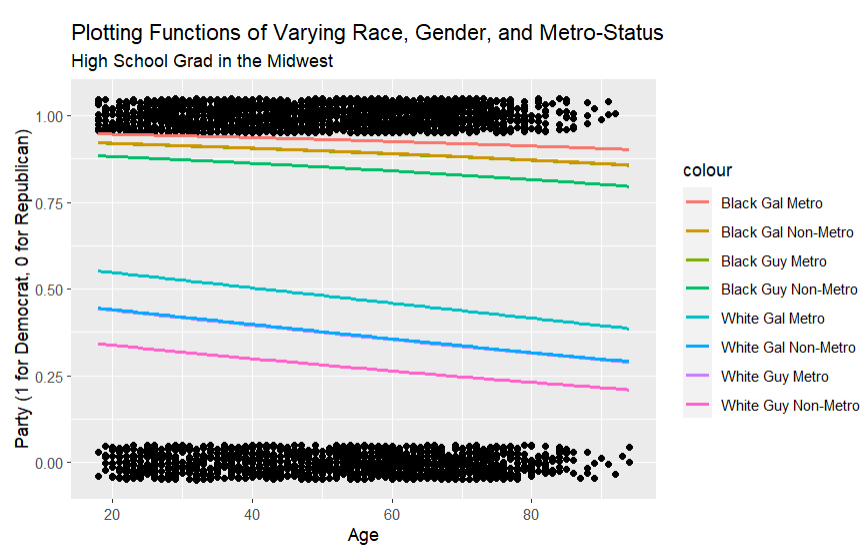 Plotting Functions of Varying Race, Gender, and Metro-Status
High School Grad in the Midwest
Party (1 for Democrat, 0 for Republican)
1.00
0.75
0.50
0.25
0.00
20 40 60 80
Age
colour
Black Gal Metro
Black Gal Non-Metro
Black Guy Metro
Black Guy Non-Metro
White Gal Metro
White Gal Non-Metro
White Guy Metro
White Guy Non-Metro